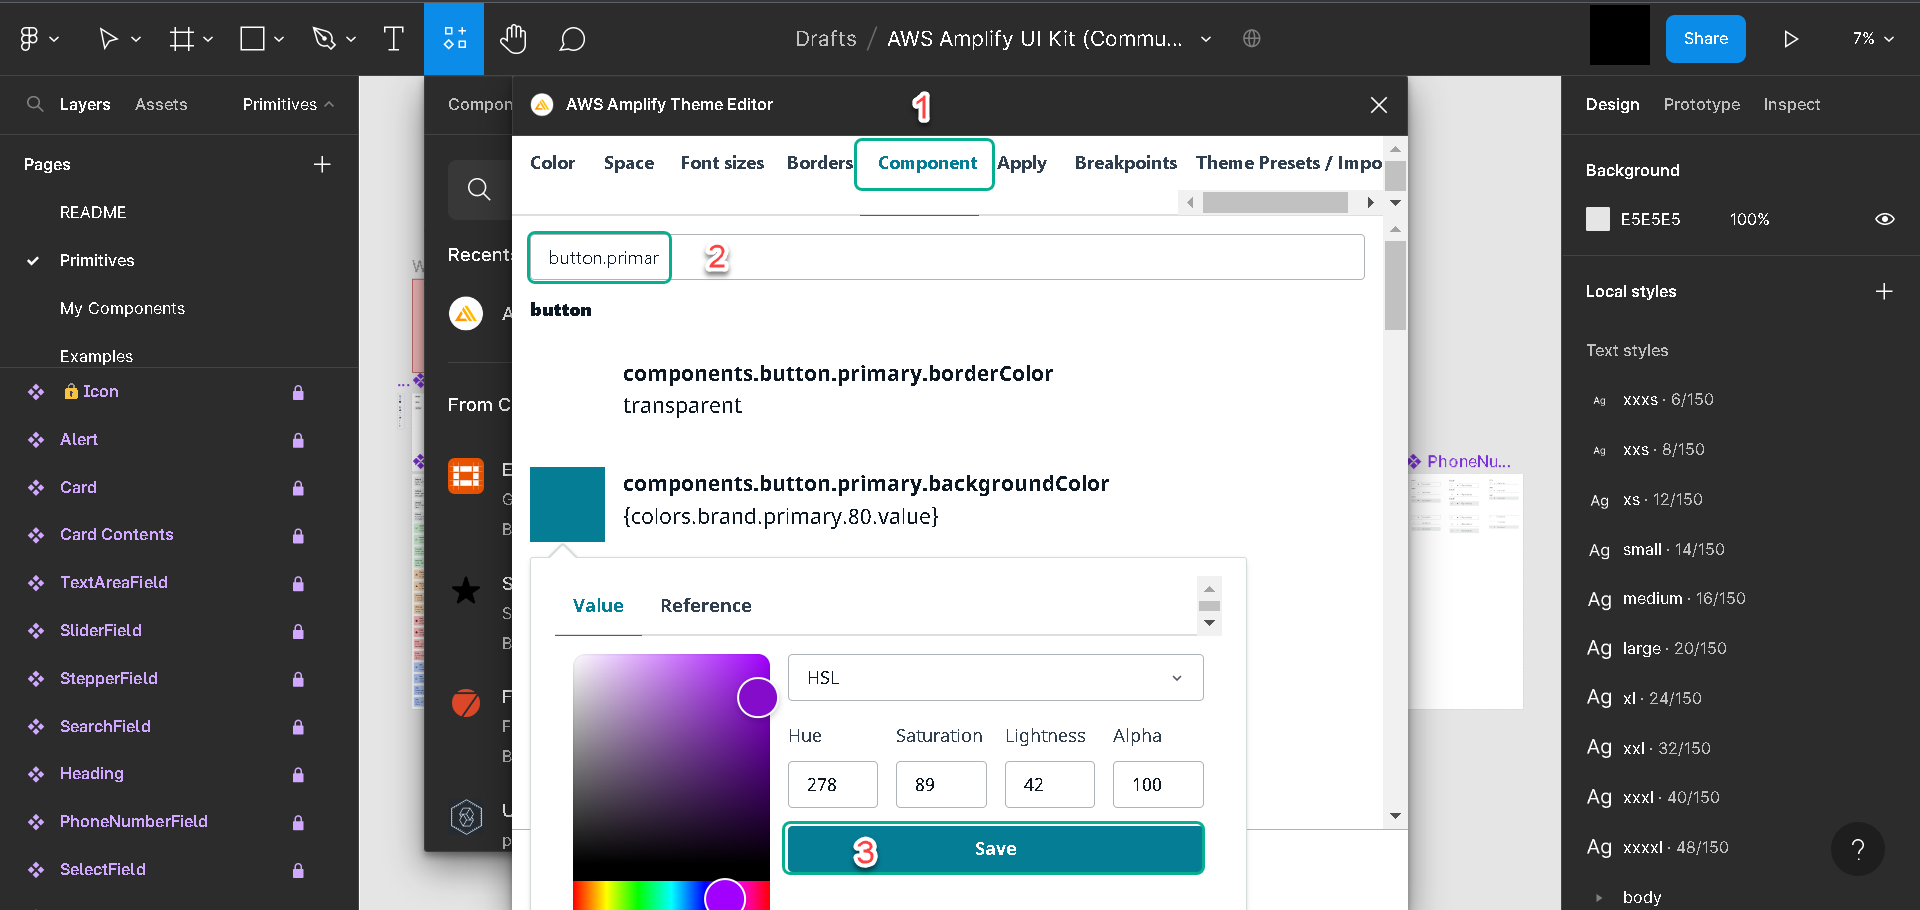 Drafts / AWS Amplify UI Kit (Commu...
Share
7%
Layers
Assets
Primitives
Pages
README
Primitives
My Components
Examples
Icon
Alert
Card
Card Contents
TextAreaField
SliderField
StepperField
SearchField
Heading
PhoneNumberField
SelectField
Compon
Recents
From C
AWS Amplify Theme Editor
1
Color
Space
Font sizes
Borders
Component
Apply
Breakpoints
Theme Presets / Impo
button.primar
2
button
components.button.primary.borderColor
transparent
components.button.primary.backgroundColor
{colors.brand.primary.80.value}
Value
Reference
HSL
Hue
Saturation
Lightness
Alpha
278
89
42
100
3
Save
PhoneNu...
Design
Prototype
Inspect
Background
E5E5E5
100%
Local styles
Text styles
Ag xxxs · 6/150
Ag xxs · 8/150
Ag xs · 12/150
Ag small · 14/150
Ag medium · 16/150
Ag large · 20/150
Ag xl · 24/150
Ag xxl · 32/150
Ag xxxl · 40/150
Ag xxxxl · 48/150
body
?